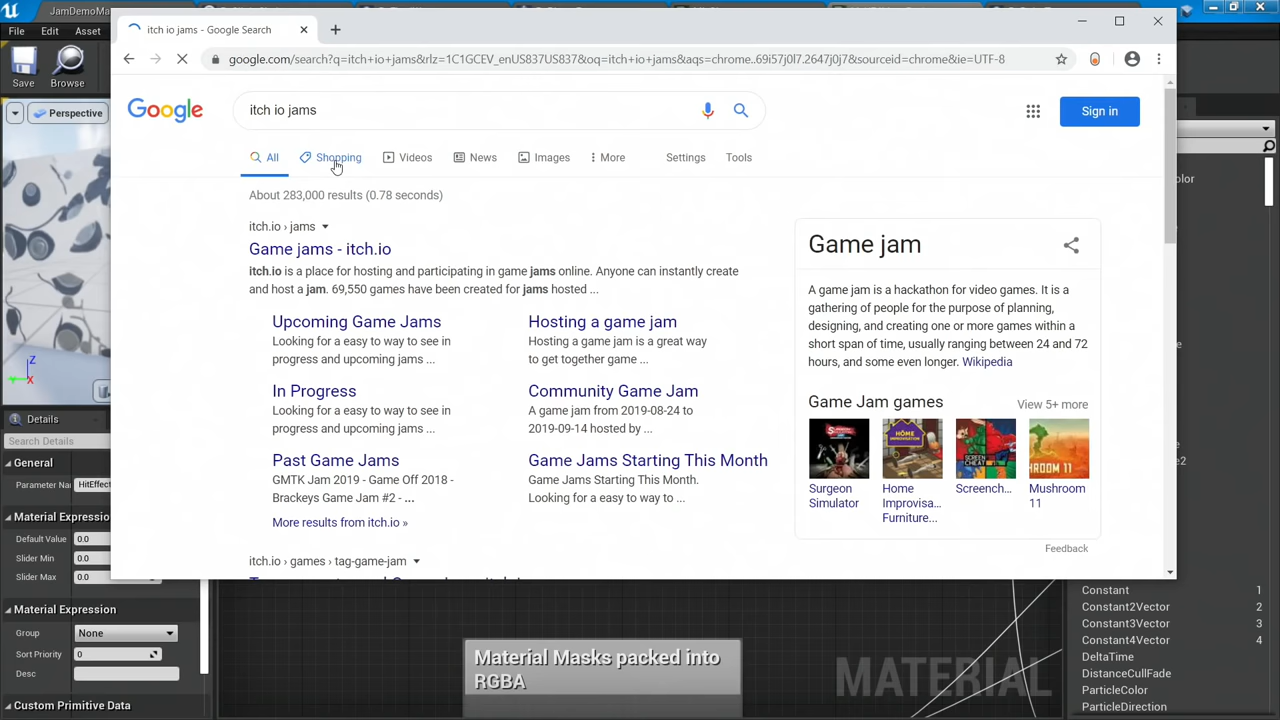 JamDemoMa
File Edit Asset
Save Browse
Perspective
Z
Y X
Details
Search Details
General
Parameter Na HitEffect
Material Expressio
Default Value 0.0
Slider Min 0.0
Slider Max 0.0
Material Expression
Group None
Sort Priority 0
Desc
Custom Primitive Data
itch io jams - Google Search
google.com/search?q=itch+io+jams&rlz=1C1GCEV_enUS837US837&oq=itch+io+jams&aqs=chrome..69i57j0l7.2647j0j7&sourceid=chrome&ie=UTF-8
Google
itch io jams
Sign in
All Shopping Videos News Images More Settings Tools
About 283,000 results (0.78 seconds)
itch.io › jams
Game jams - itch.io
itch.io is a place for hosting and participating in game jams online. Anyone can instantly create
and host a jam. 69,550 games have been created for jams hosted ...
Upcoming Game Jams
Looking for a easy to way to see in
progress and upcoming jams ...
Hosting a game jam
Hosting a game jam is a great way
to get together game ...
In Progress
Looking for a easy to way to see in
progress and upcoming jams ...
Community Game Jam
A game jam from 2019-08-24 to
2019-09-14 hosted by ...
Past Game Jams
GMTK Jam 2019 - Game Off 2018 -
Brackeys Game Jam #2 - ...
Game Jams Starting This Month
Game Jams Starting This Month.
Looking for a easy to way to ...
More results from itch.io »
itch.io › games › tag-game-jam
Game jam
A game jam is a hackathon for video games. It is a
gathering of people for the purpose of planning,
designing, and creating one or more games within a
short span of time, usually ranging between 24 and 72
hours, and some even longer. Wikipedia
Game Jam games
View 5+ more
HOME
IMPROVISATION
SCREEN
CHEAT
HROOM 11
Surgeon
Simulator
Home
Improvisa...
Furniture...
Screench...
Mushroom
11
Feedback
Material Masks packed into
RGBA
MATERIAL
Constant 1
Constant2Vector 2
Constant3Vector 3
Constant4Vector 4
DeltaTime
DistanceCullFade
ParticleColor
ParticleDirection